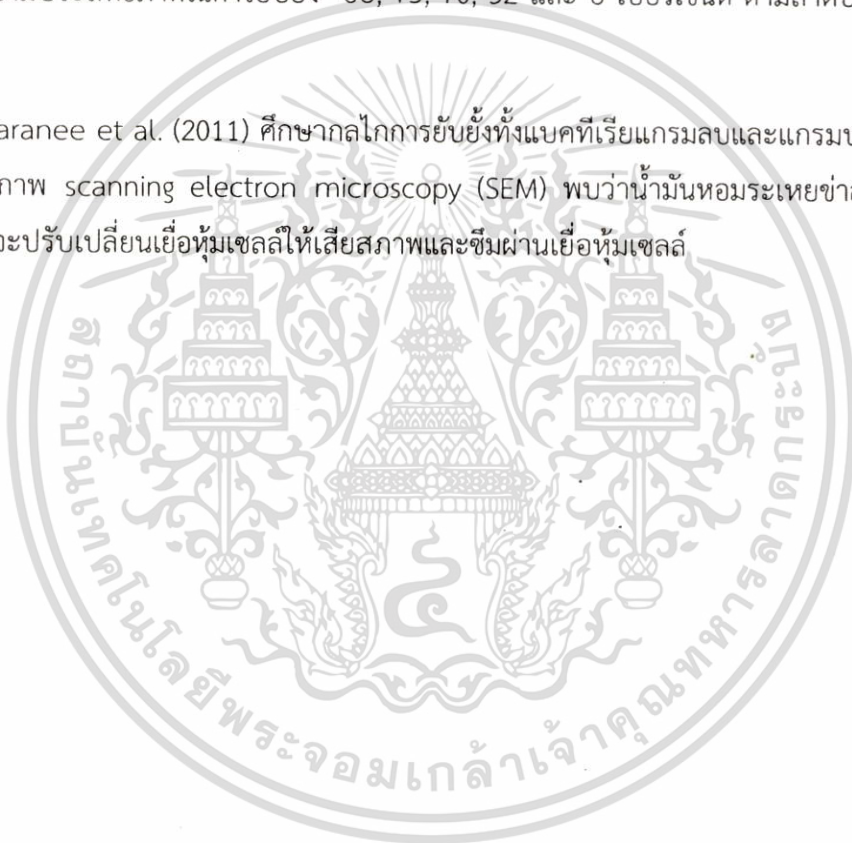 aranee et al. (2011) ศึกษากลไกการยับยั้งทั้งแบคทีเรียแกรมลบและแกรม
ภาพ scanning electron microscopy (SEM) พบว่าน้ำมันหอมระเหยข่า
จะปรับเปลี่ยนเยื่อหุ้มเซลล์ให้เสียสภาพและซึมผ่านเยื่อหุ้มเซลล์
สถาบันเทคโนโลยีพระจอมเกล้าเจ้าคุณทหารลาดกระบัง